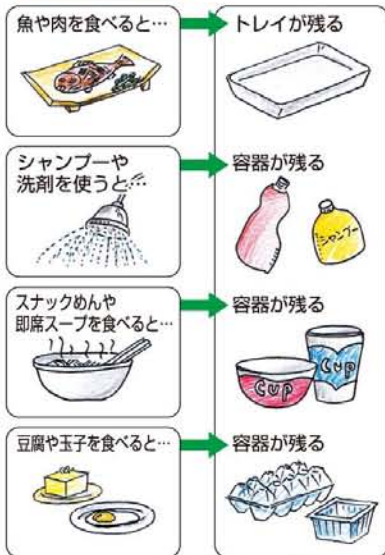 魚や肉を食べると…
トレイが残る
シャンプーや
洗剤を使うと…
容器が残る
シャンプー
スナックめんや
即席スープを食べると…
容器が残る
Cup
Cup
豆腐や玉子を食べると…
容器が残る